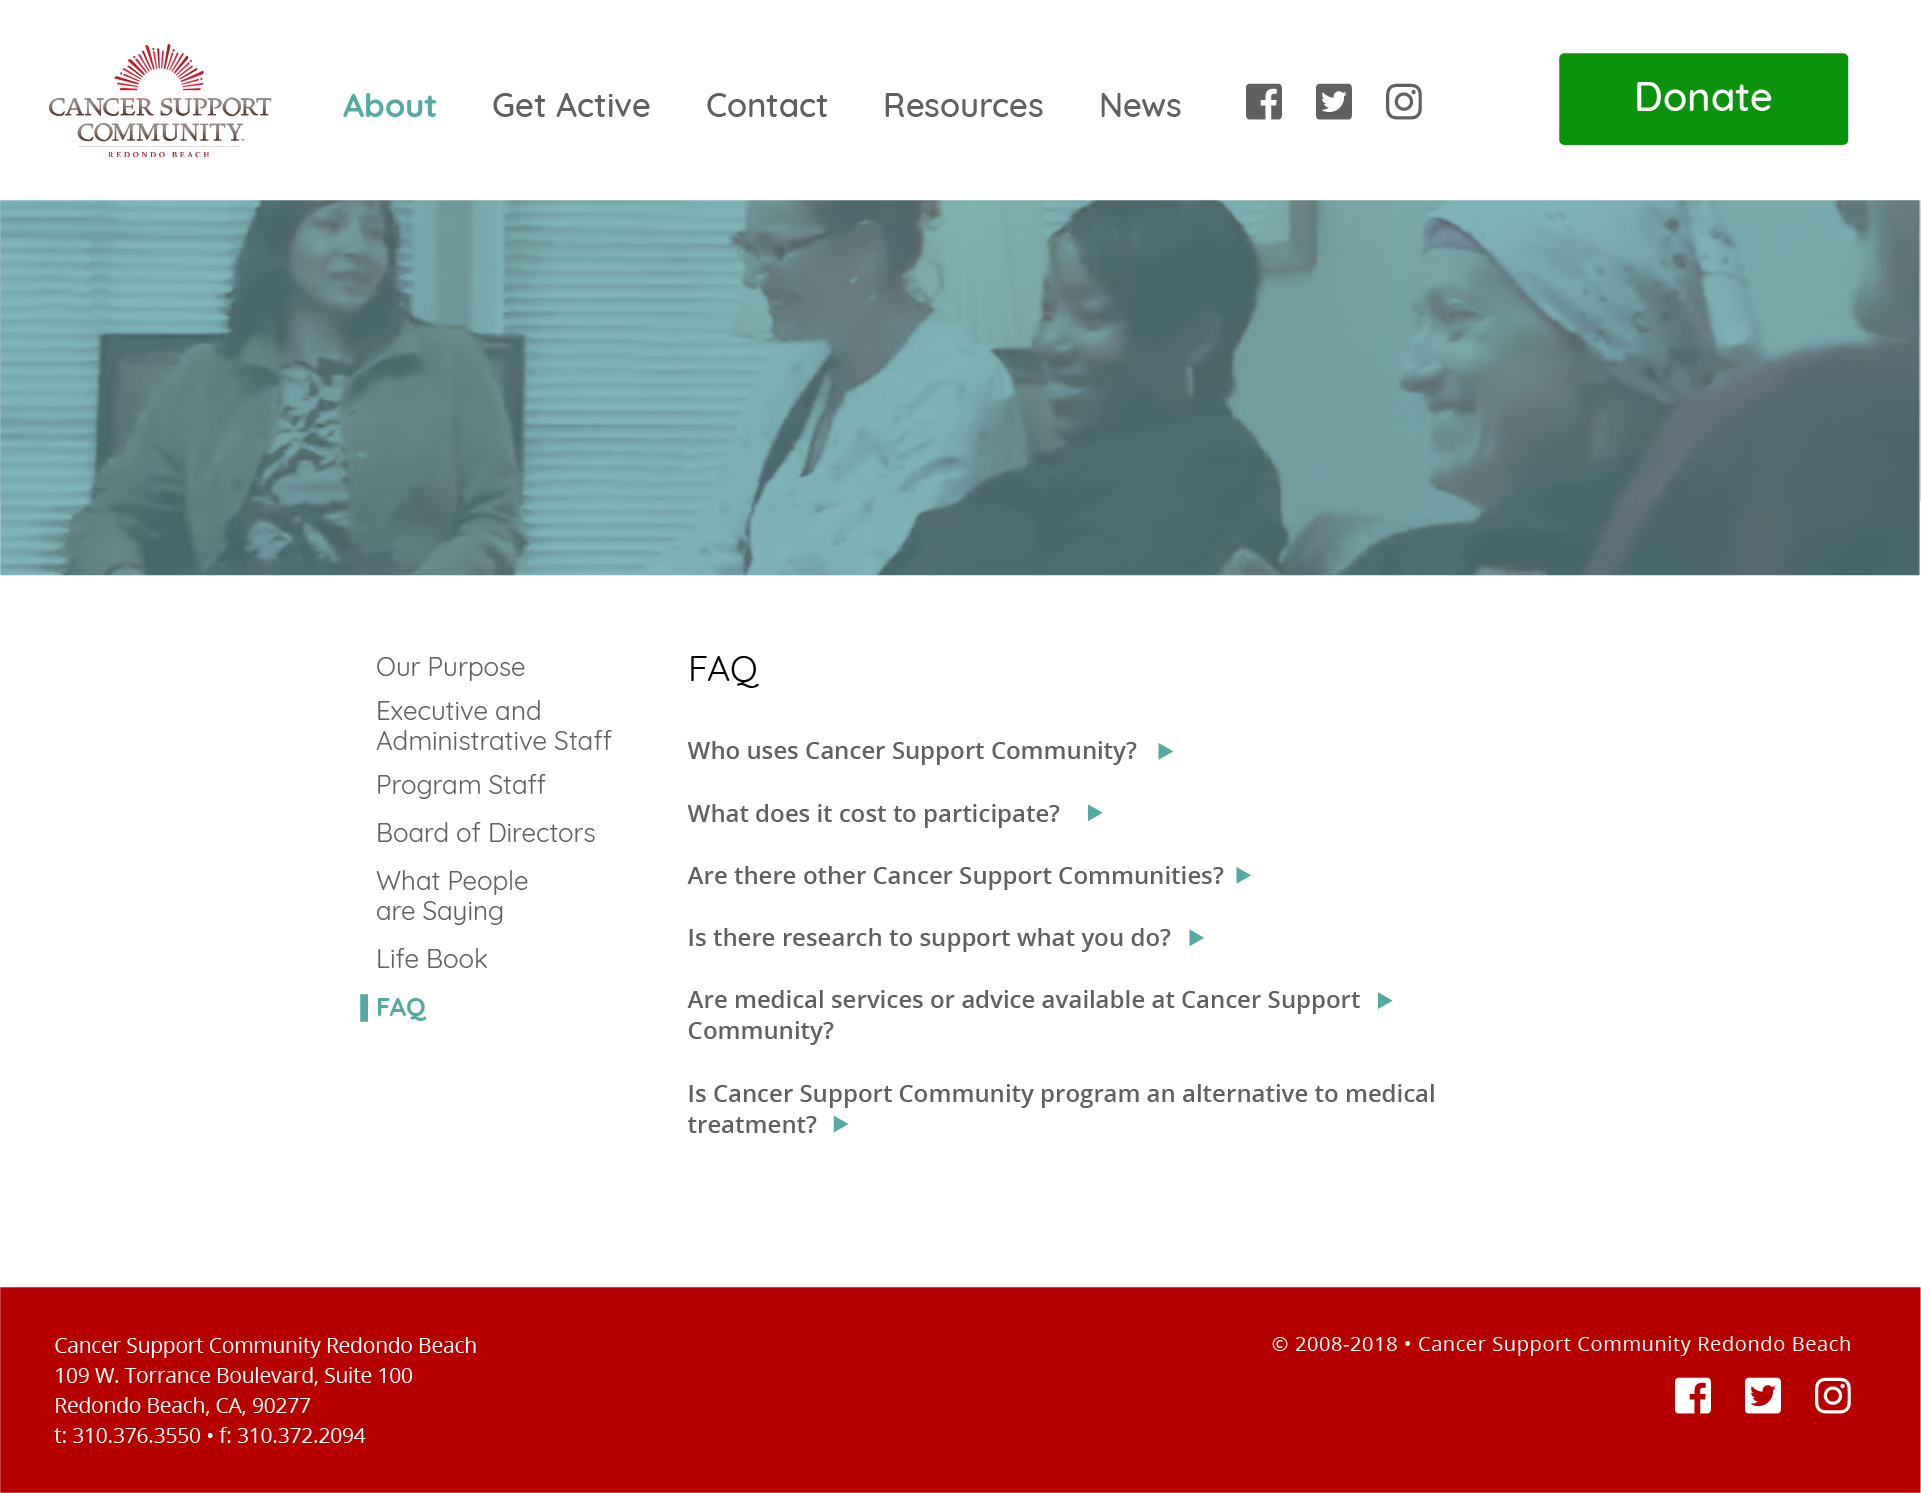 CANCER SUPPORT
COMMUNITY™
REDONDO BEACH
About
Get Active
Contact
Resources
News
Donate
Our Purpose
Executive and
Administrative Staff
Program Staff
Board of Directors
What People
are Saying
Life Book
FAQ
FAQ
Who uses Cancer Support Community?
What does it cost to participate?
Are there other Cancer Support Communities?
Is there research to support what you do?
Are medical services or advice available at Cancer Support
Community?
Is Cancer Support Community program an alternative to medical
treatment?
Cancer Support Community Redondo Beach
109 W. Torrance Boulevard, Suite 100
Redondo Beach, CA, 90277
t: 310.376.3550 • f: 310.372.2094
© 2008-2018 • Cancer Support Community Redondo Beach